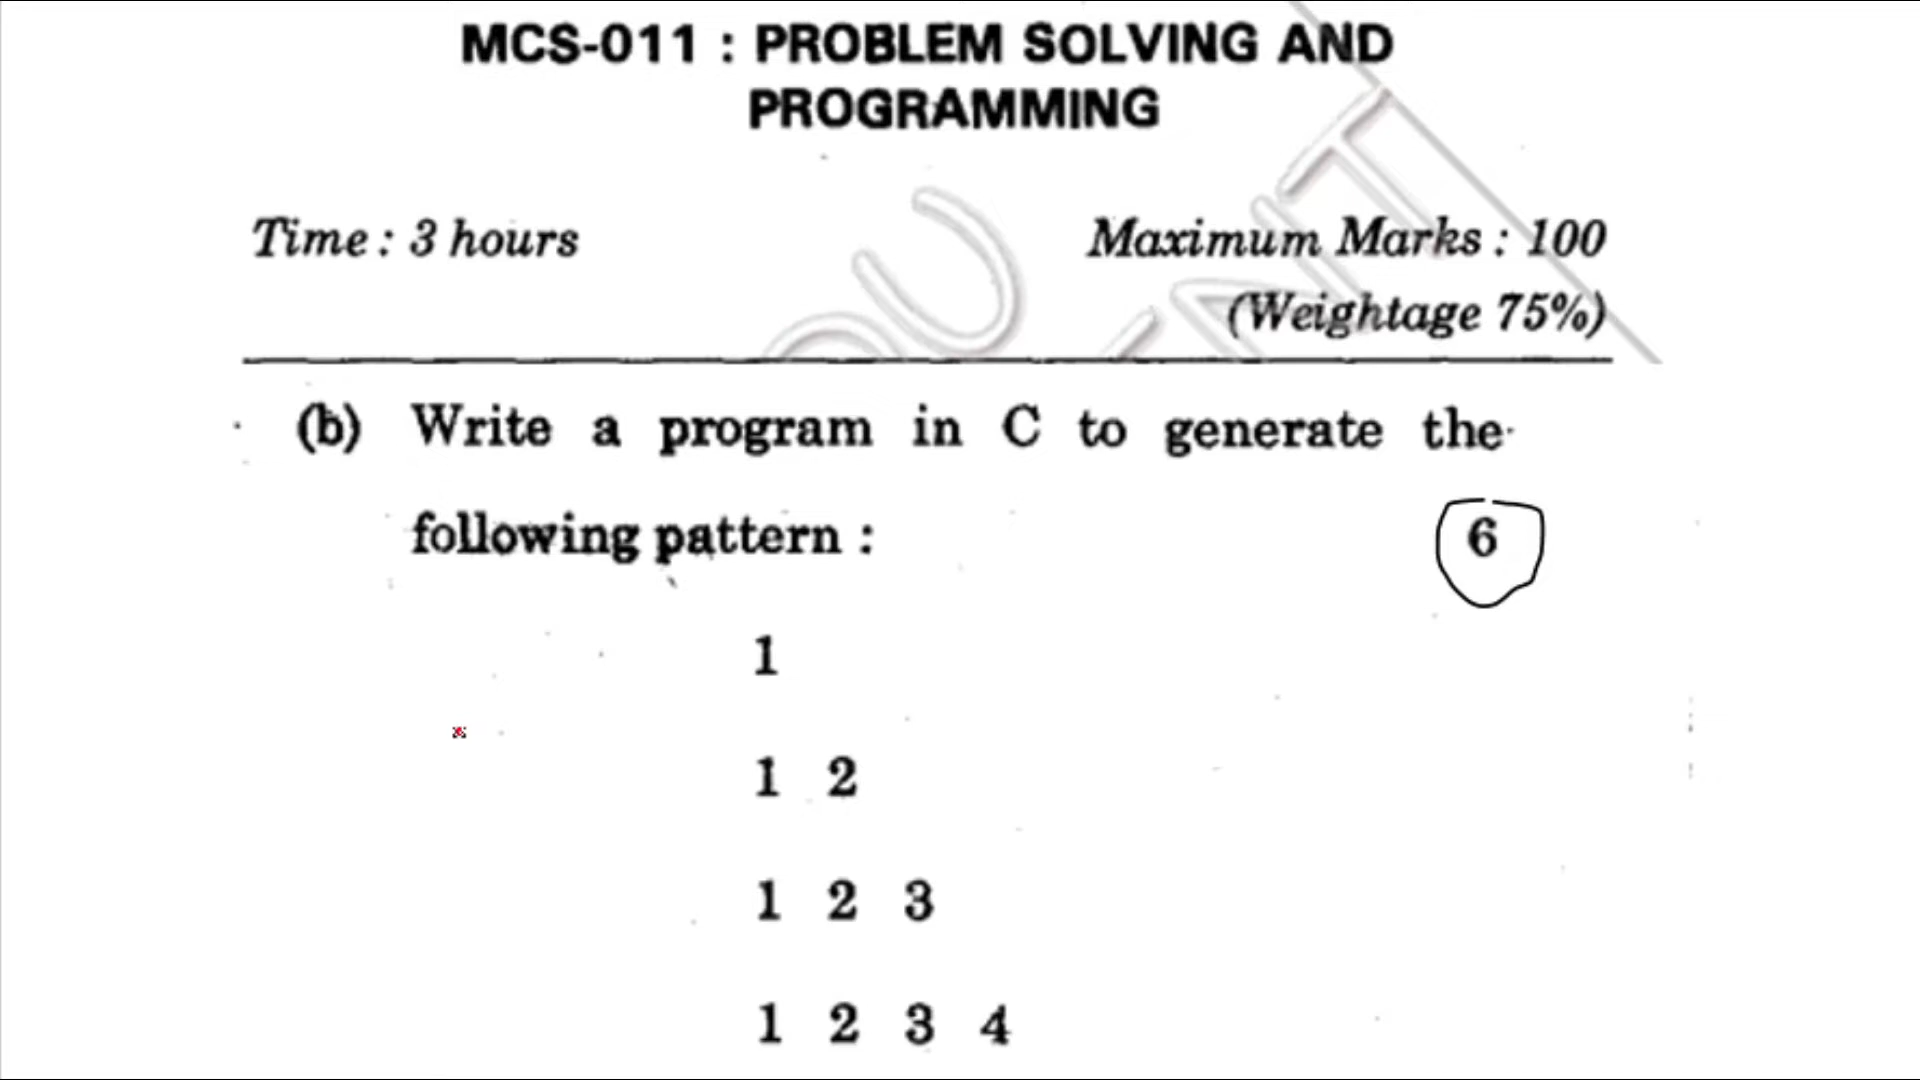 MCS-011 : PROBLEM SOLVING AND
PROGRAMMING
Time : 3 hours
Maximum Marks : 100
(Weightage 75%)
(b) Write a program in C to generate the
following pattern :
6
1
1 2
1 2 3
1 2 3 4